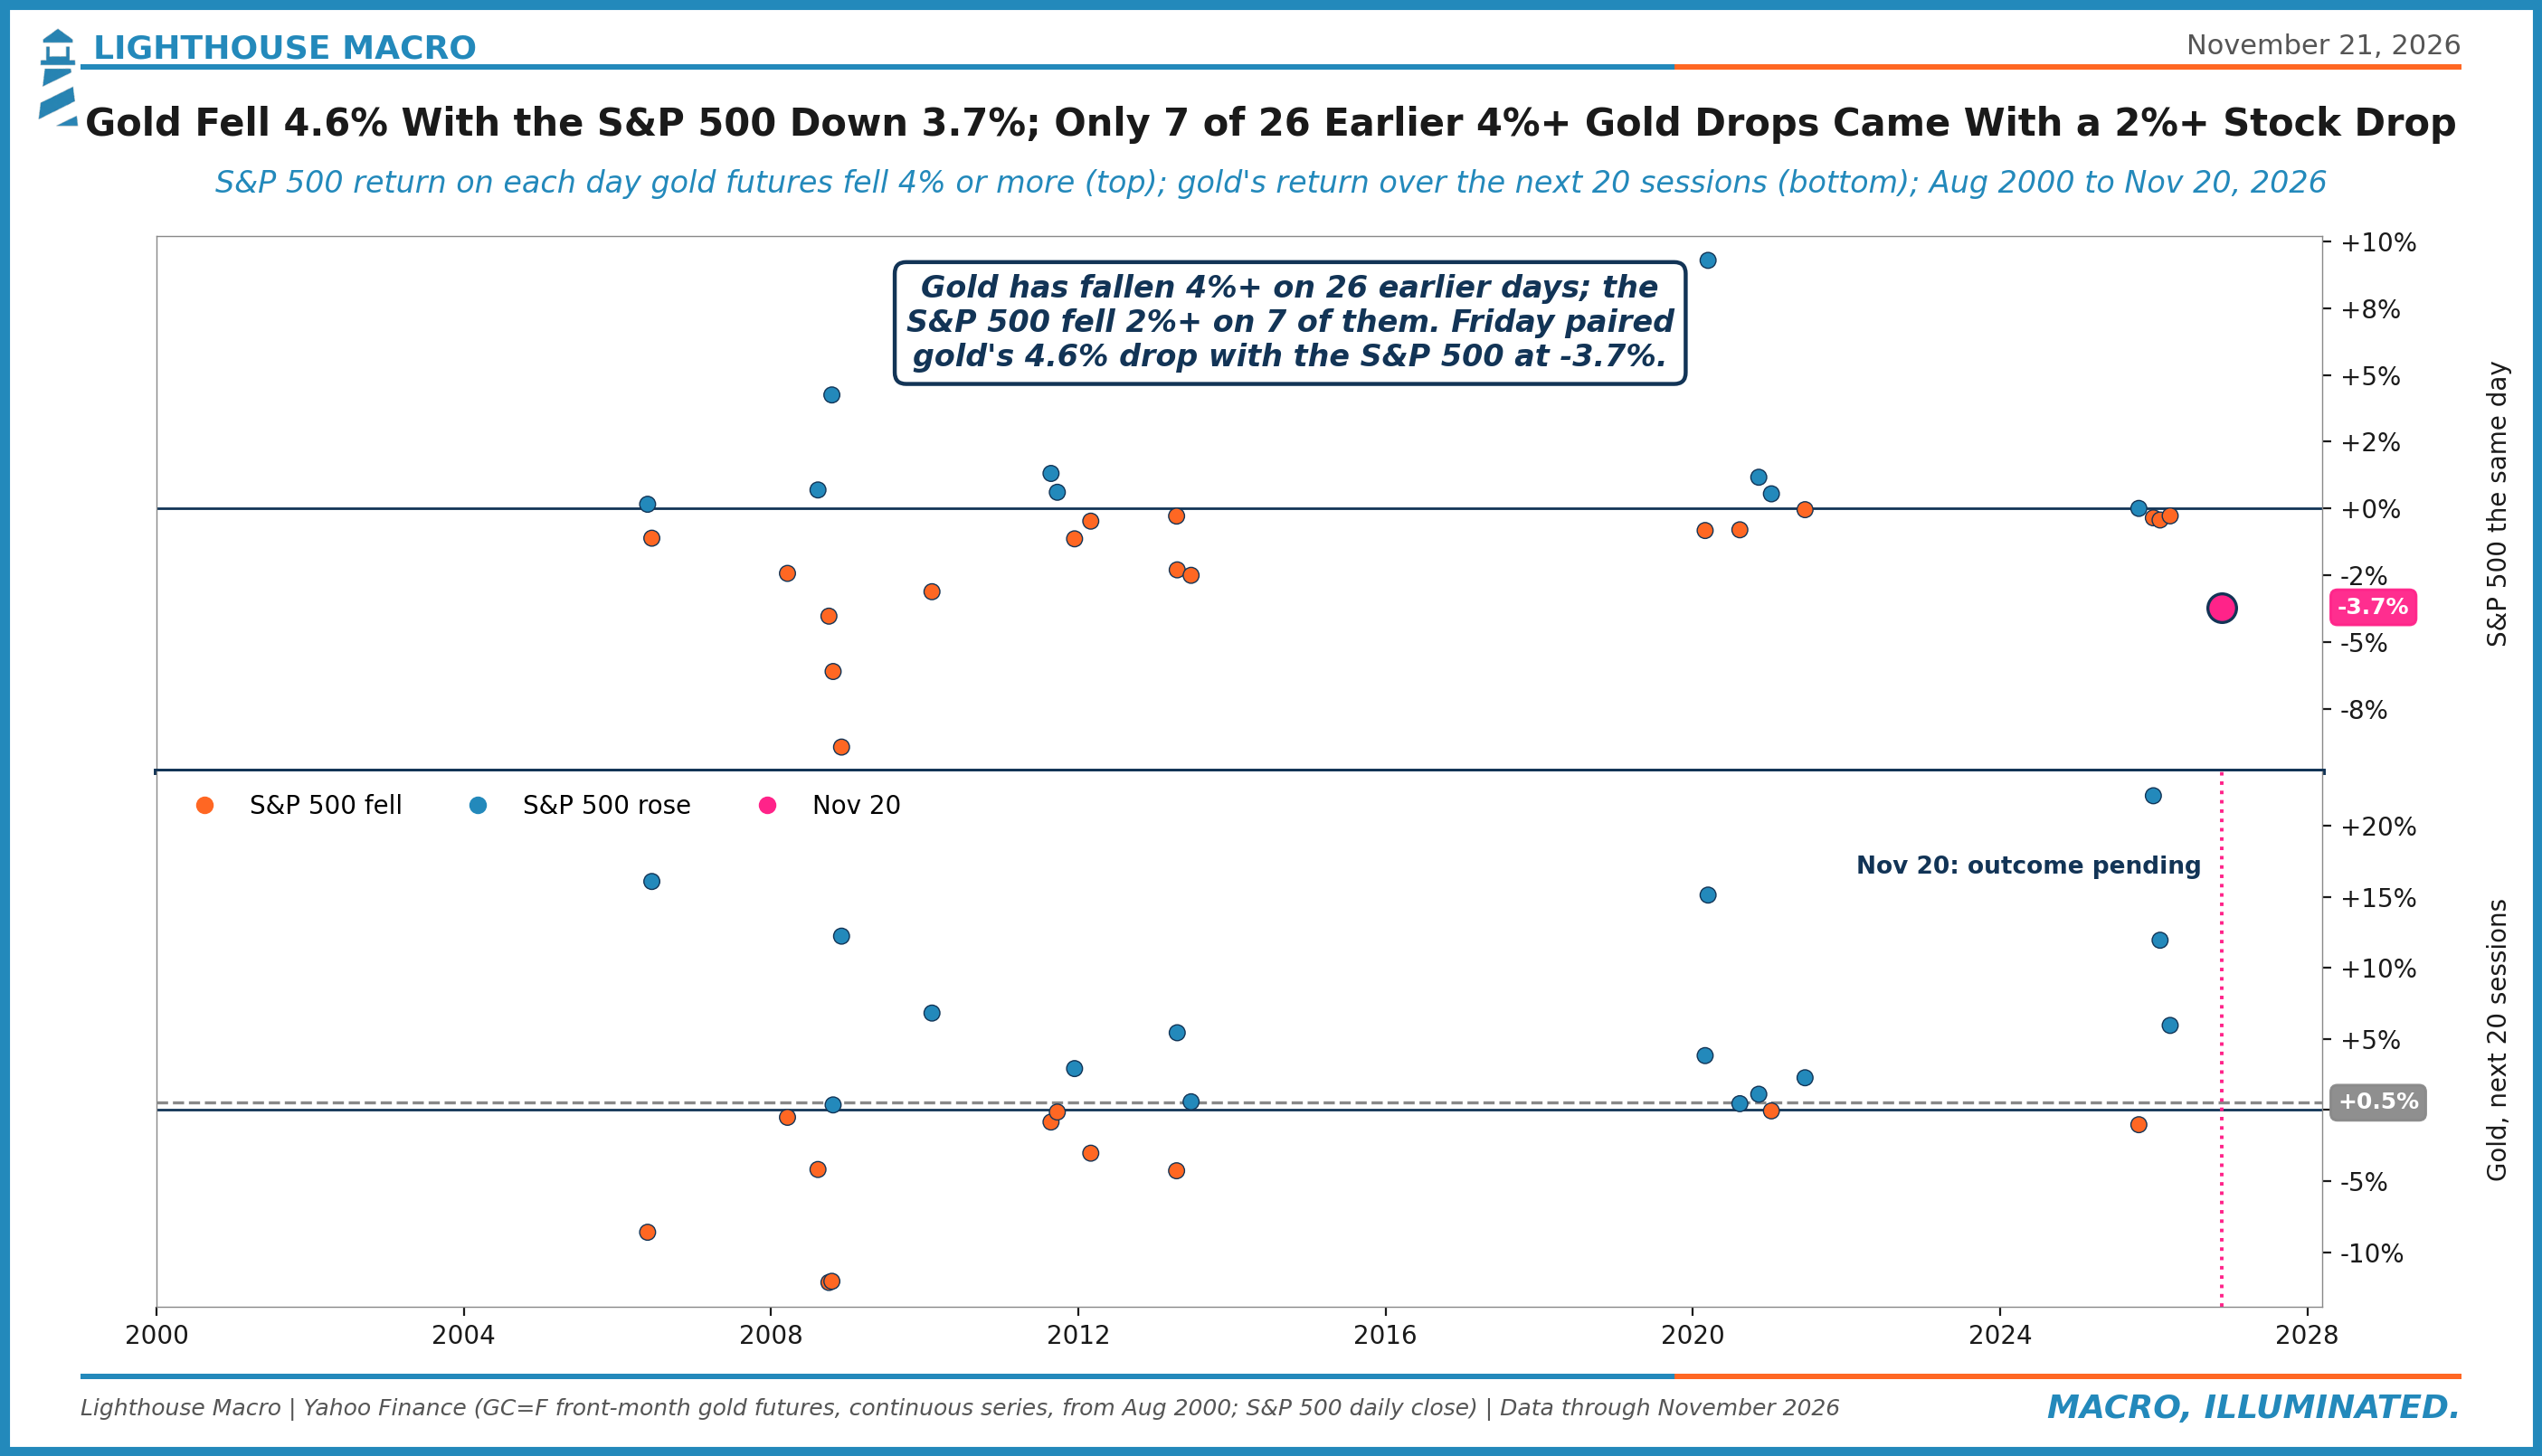 LIGHTHOUSE MACRO
November 21, 2026
Gold Fell 4.6% With the S&P 500 Down 3.7%; Only 7 of 26 Earlier 4%+ Gold Drops Came With a 2%+ Stock Drop
S&P 500 return on each day gold futures fell 4% or more (top); gold's return over the next 20 sessions (bottom); Aug 2000 to Nov 20, 2026
Gold has fallen 4%+ on 26 earlier days; the
S&P 500 fell 2%+ on 7 of them. Friday paired
gold's 4.6% drop with the S&P 500 at -3.7%.
+10%
+8%
+5%
+2%
+0%
-2%
-3.7%
-5%
-8%
S&P 500 the same day
S&P 500 fell
S&P 500 rose
Nov 20
Nov 20: outcome pending
+20%
+15%
+10%
+5%
+0.5%
-5%
-10%
Gold, next 20 sessions
2000 2004 2008 2012 2016 2020 2024 2028
Lighthouse Macro | Yahoo Finance (GC=F front-month gold futures, continuous series, from Aug 2000; S&P 500 daily close) | Data through November 2026
MACRO, ILLUMINATED.